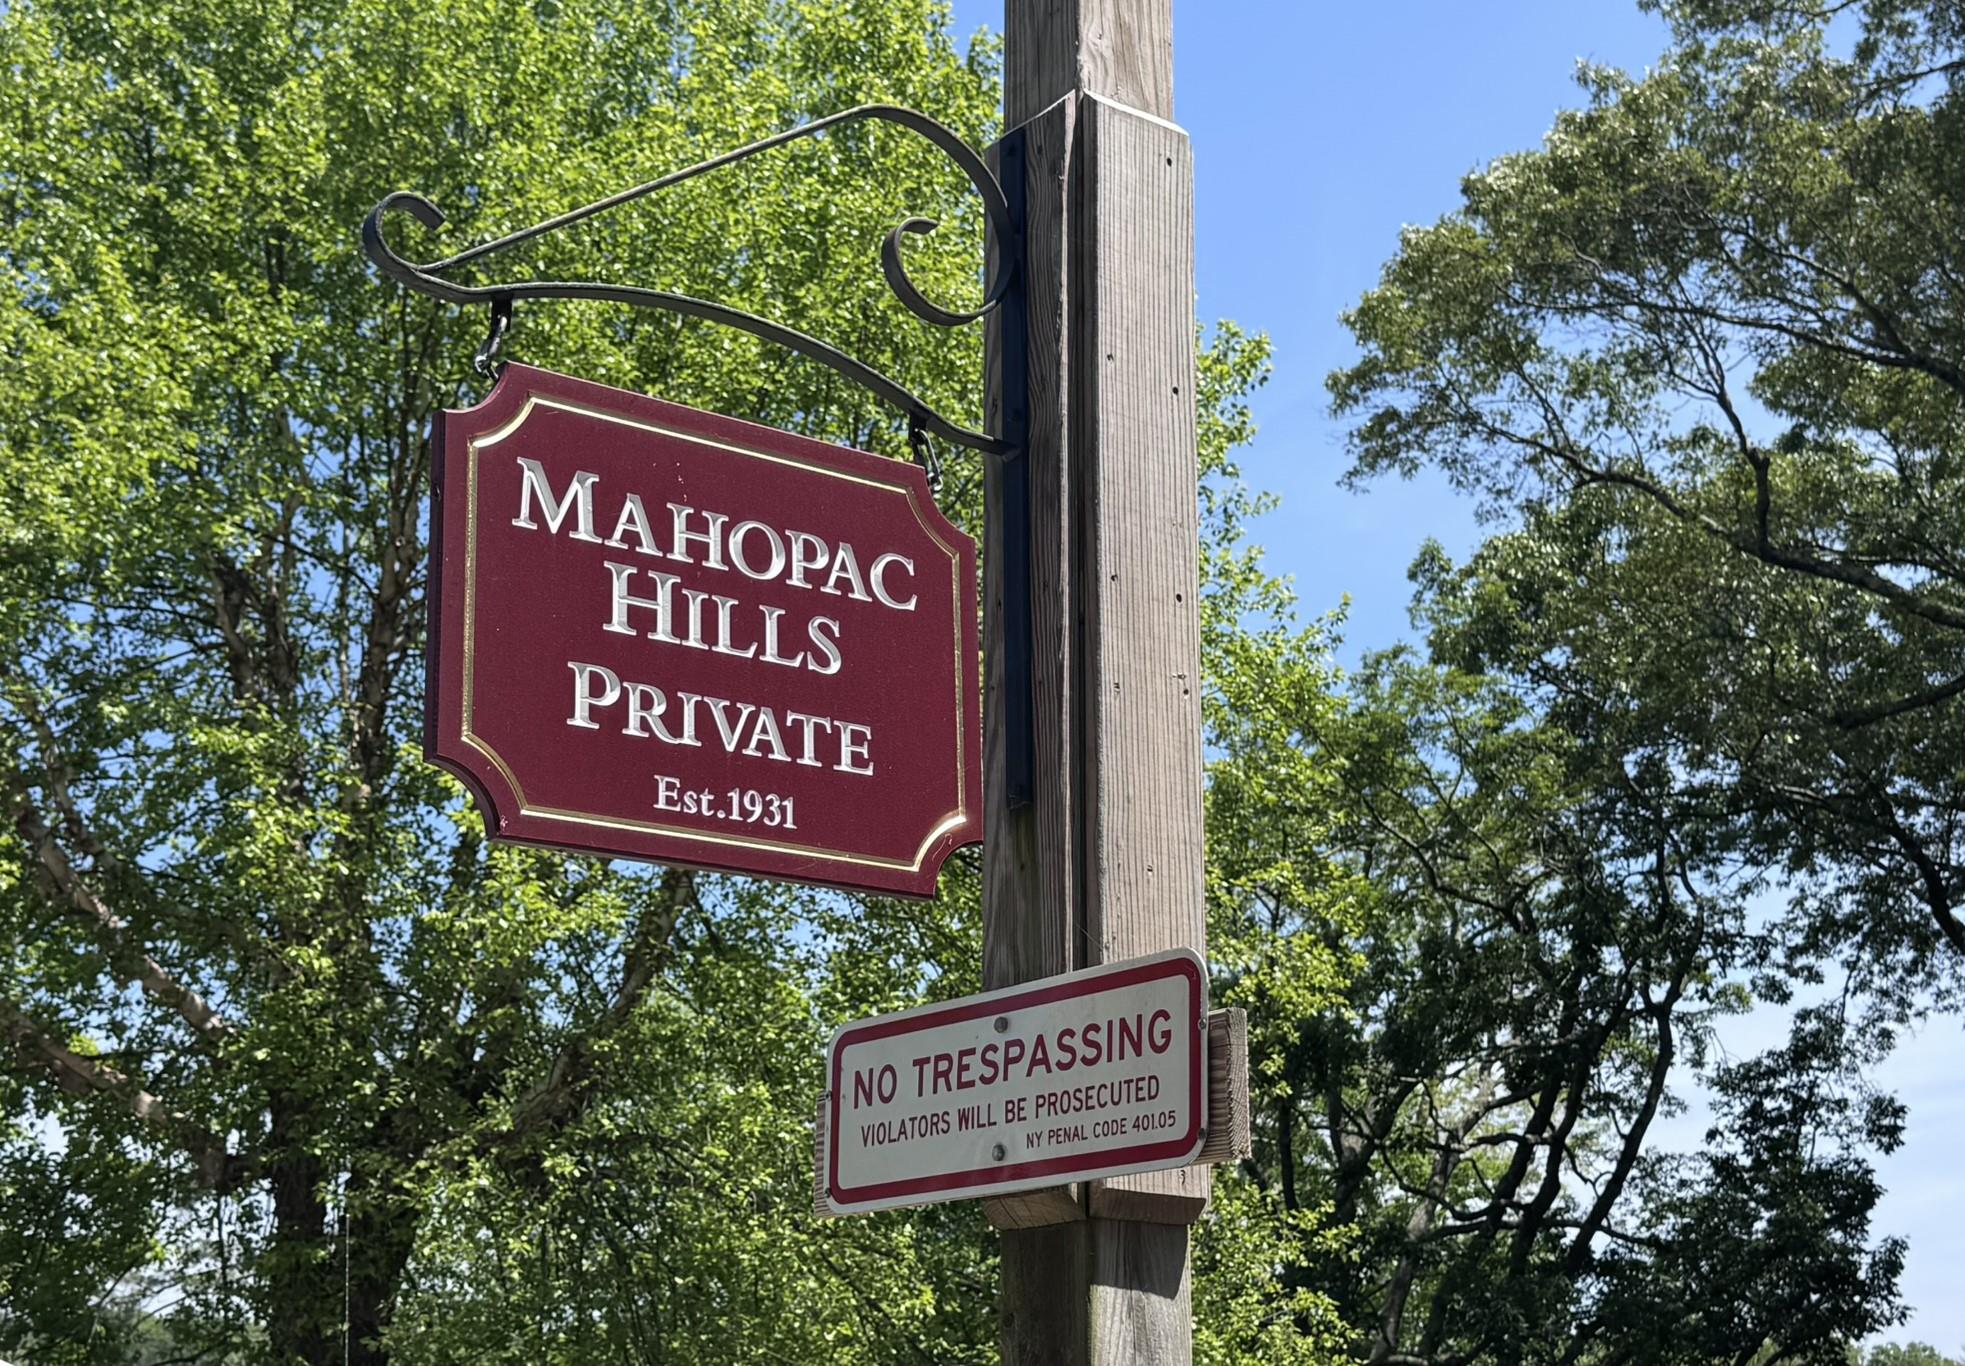 MAHOPAC
HILLS
PRIVATE
Est.1931
NO TRESPASSING
VIOLATORS WILL BE PROSECUTED
NY PENAL CODE 401.05